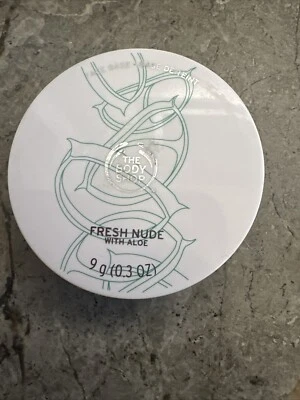 THE
BODY
SHOP
FRESH NUDE
WITH ALOE
9 g/(0.3 OZ)